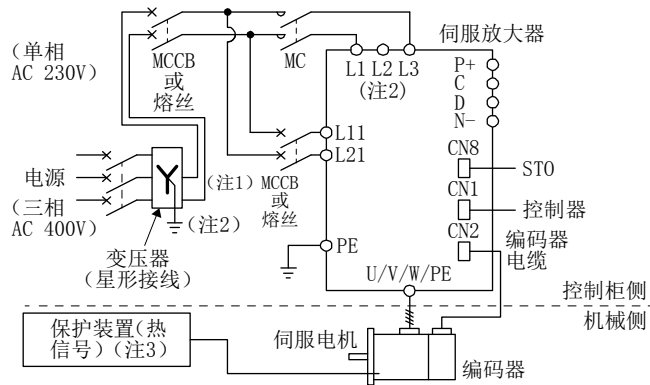 伺服放大器
(单相
AC 230V)
MCCB
或
熔丝
MC
L1 L2 L3
(注2)
P+
C
D
N-
L11
L21
CN8
STO
CN1
控制器
CN2
编码器
电缆
电源
(三相
AC 400V)
(注1)
MCCB
或
熔丝
(注2)
变压器
(星形接线)
PE
U/V/W/PE
控制柜侧
机械侧
保护装置(热
信号)(注3)
伺服电机
编码器